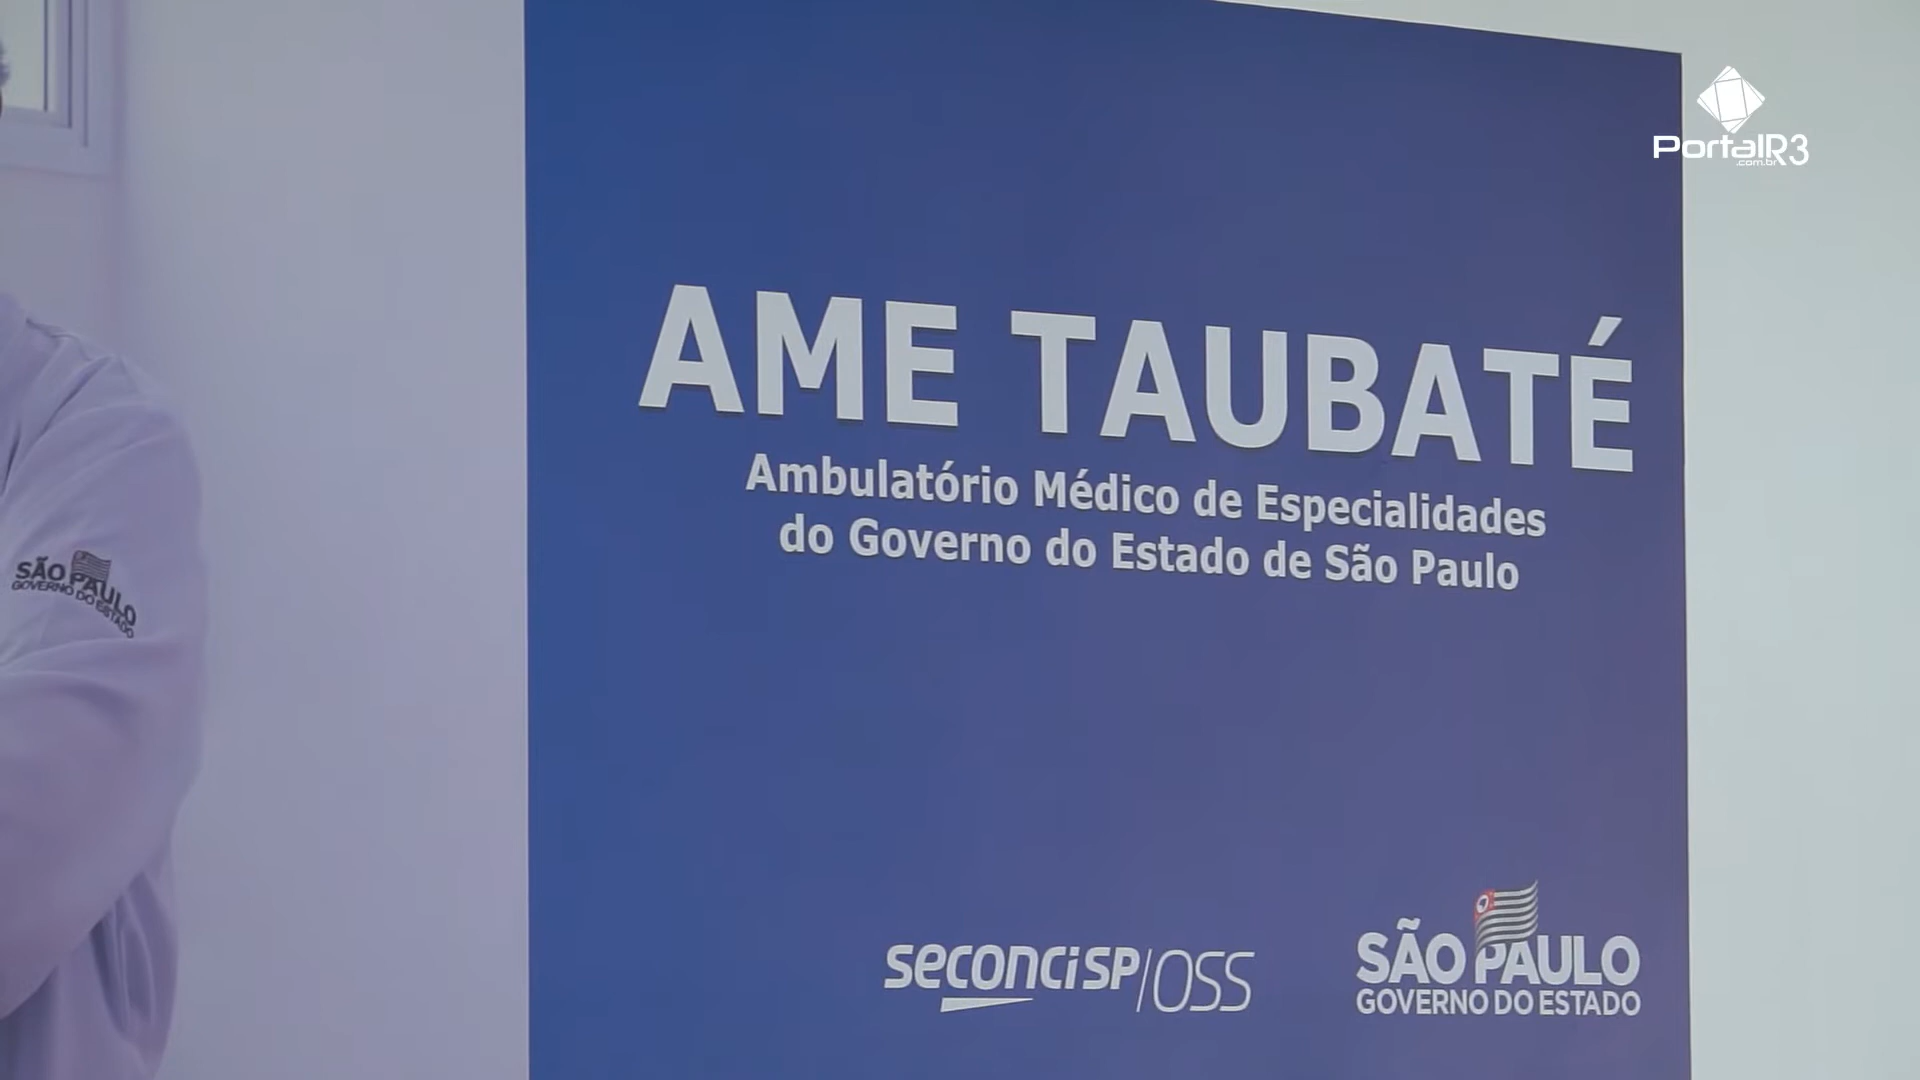 PortalR3
.com.br
AME TAUBATÉ
Ambulatório Médico de Especialidades
do Governo do Estado de São Paulo
SÃO PAULO
GOVERNO DO ESTADO
seconciSP/OSS
SÃO PAULO
GOVERNO DO ESTADO